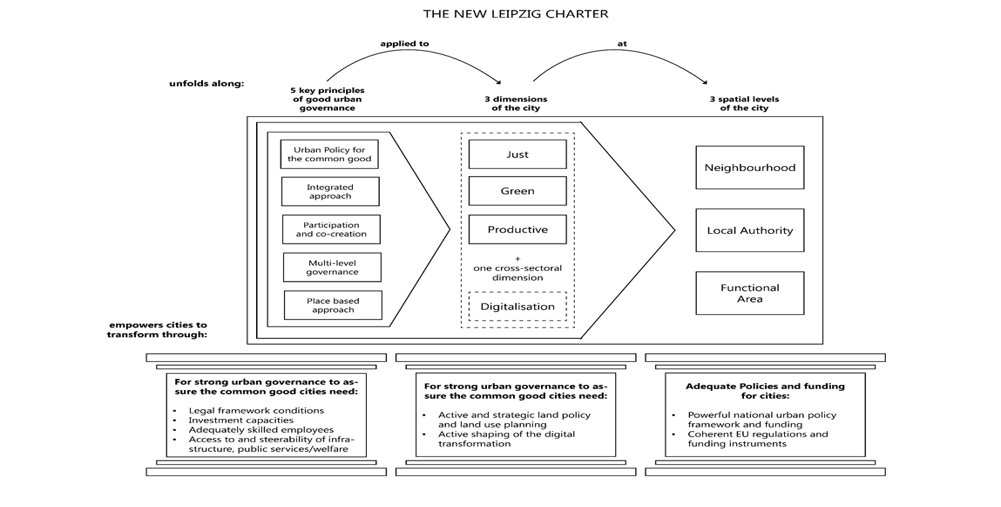 THE NEW LEIPZIG CHARTER
applied to
at
unfolds along:
5 key principles
of good urban
governance
3 dimensions
of the city
3 spatial levels
of the city
Urban Policy for
the common good
Integrated
approach
Participation
and co-creation
Multi-level
governance
Place based
approach
Just
Green
Productive
+
one cross-sectoral
dimension
Digitalisation
Neighbourhood
Local Authority
Functional
Area
empowers cities to
transform through:
For strong urban governance to as-
sure the common good cities need:
• Legal framework conditions
• Investment capacities
• Adequately skilled employees
• Access to and steerability of infra-
structure, public services/welfare
For strong urban governance to as-
sure the common good cities need:
• Active and strategic land policy
and land use planning
• Active shaping of the digital
transformation
Adequate Policies and funding
for cities:
• Powerful national urban policy
framework and funding
• Coherent EU regulations and
funding instruments